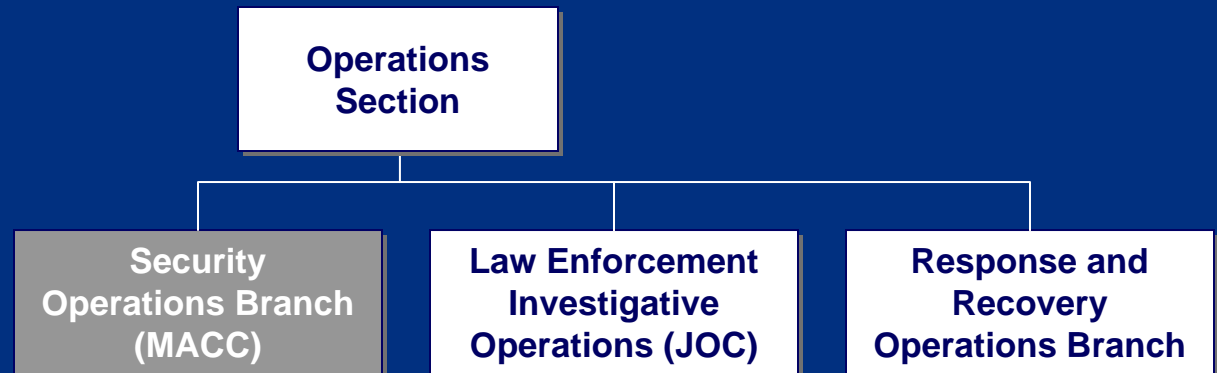 Operations
Section
Security
Operations Branch
(MACC)
Law Enforcement
Investigative
Operations (JOC)
Response and
Recovery
Operations Branch